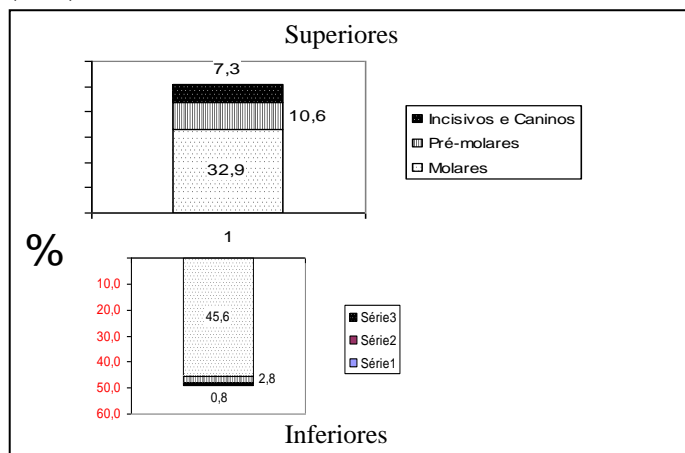 Superiores
7,3
10,6
32,9
Incisivos e Caninos
Pré-molares
Molares
1
%
10,0
20,0
30,0
40,0
50,0
60,0
45,6
2,8
0,8
Série3
Série2
Série1
Inferiores